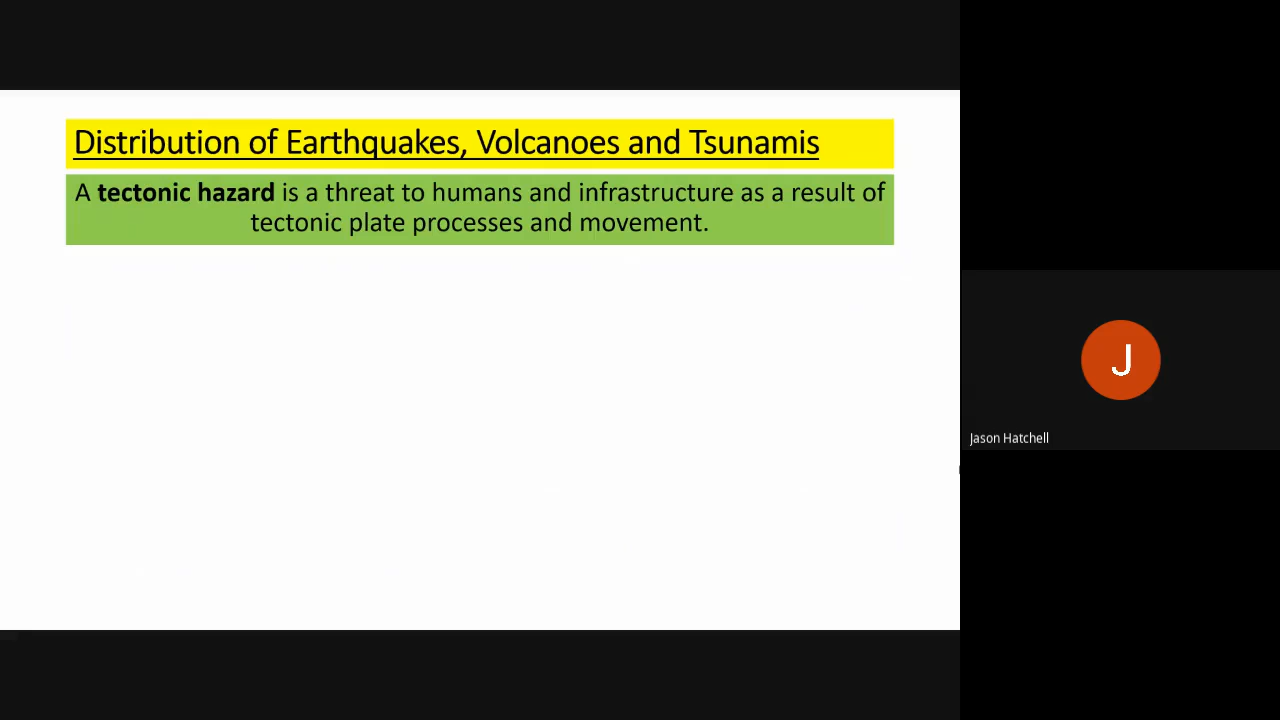 Distribution of Earthquakes, Volcanoes and Tsunamis
A tectonic hazard is a threat to humans and infrastructure as a result of
tectonic plate processes and movement.
J
Jason Hatchell